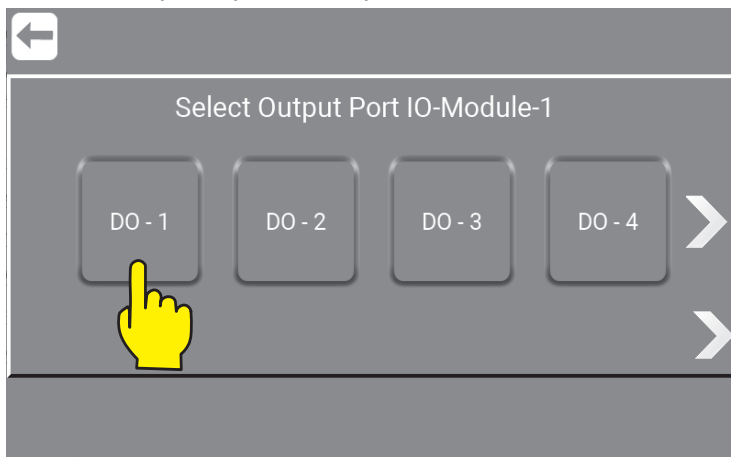 Select Output Port IO-Module-1
DO - 1
DO - 2
DO - 3
DO - 4